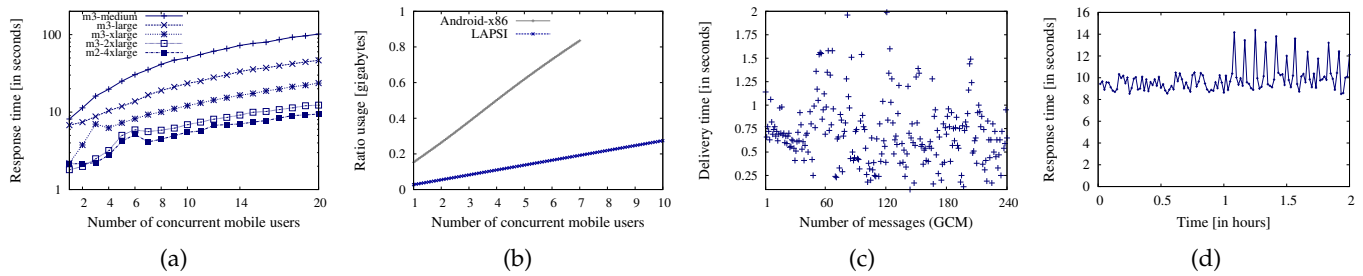 Response time [in seconds]
100
10
1
2
4
6
8
10
14
20
Number of concurrent mobile users
m3-medium
m3-large
m3-xlarge
m3-2xlarge
m2-4xlarge
(a)
Ratio usage [gigabytes]
1
0.8
0.6
0.4
0.2
0
1
2
3
4
5
6
7
8
9
10
Number of concurrent mobile users
Android-x86
LAPSI
(b)
Delivery time [in seconds]
2
1.75
1.5
1.25
1
0.75
0.5
0.25
1
60
120
180
240
Number of messages (GCM)
(c)
Response time [in seconds]
16
14
12
10
8
6
4
2
0
0
0.5
1
1.5
2
Time [in hours]
(d)